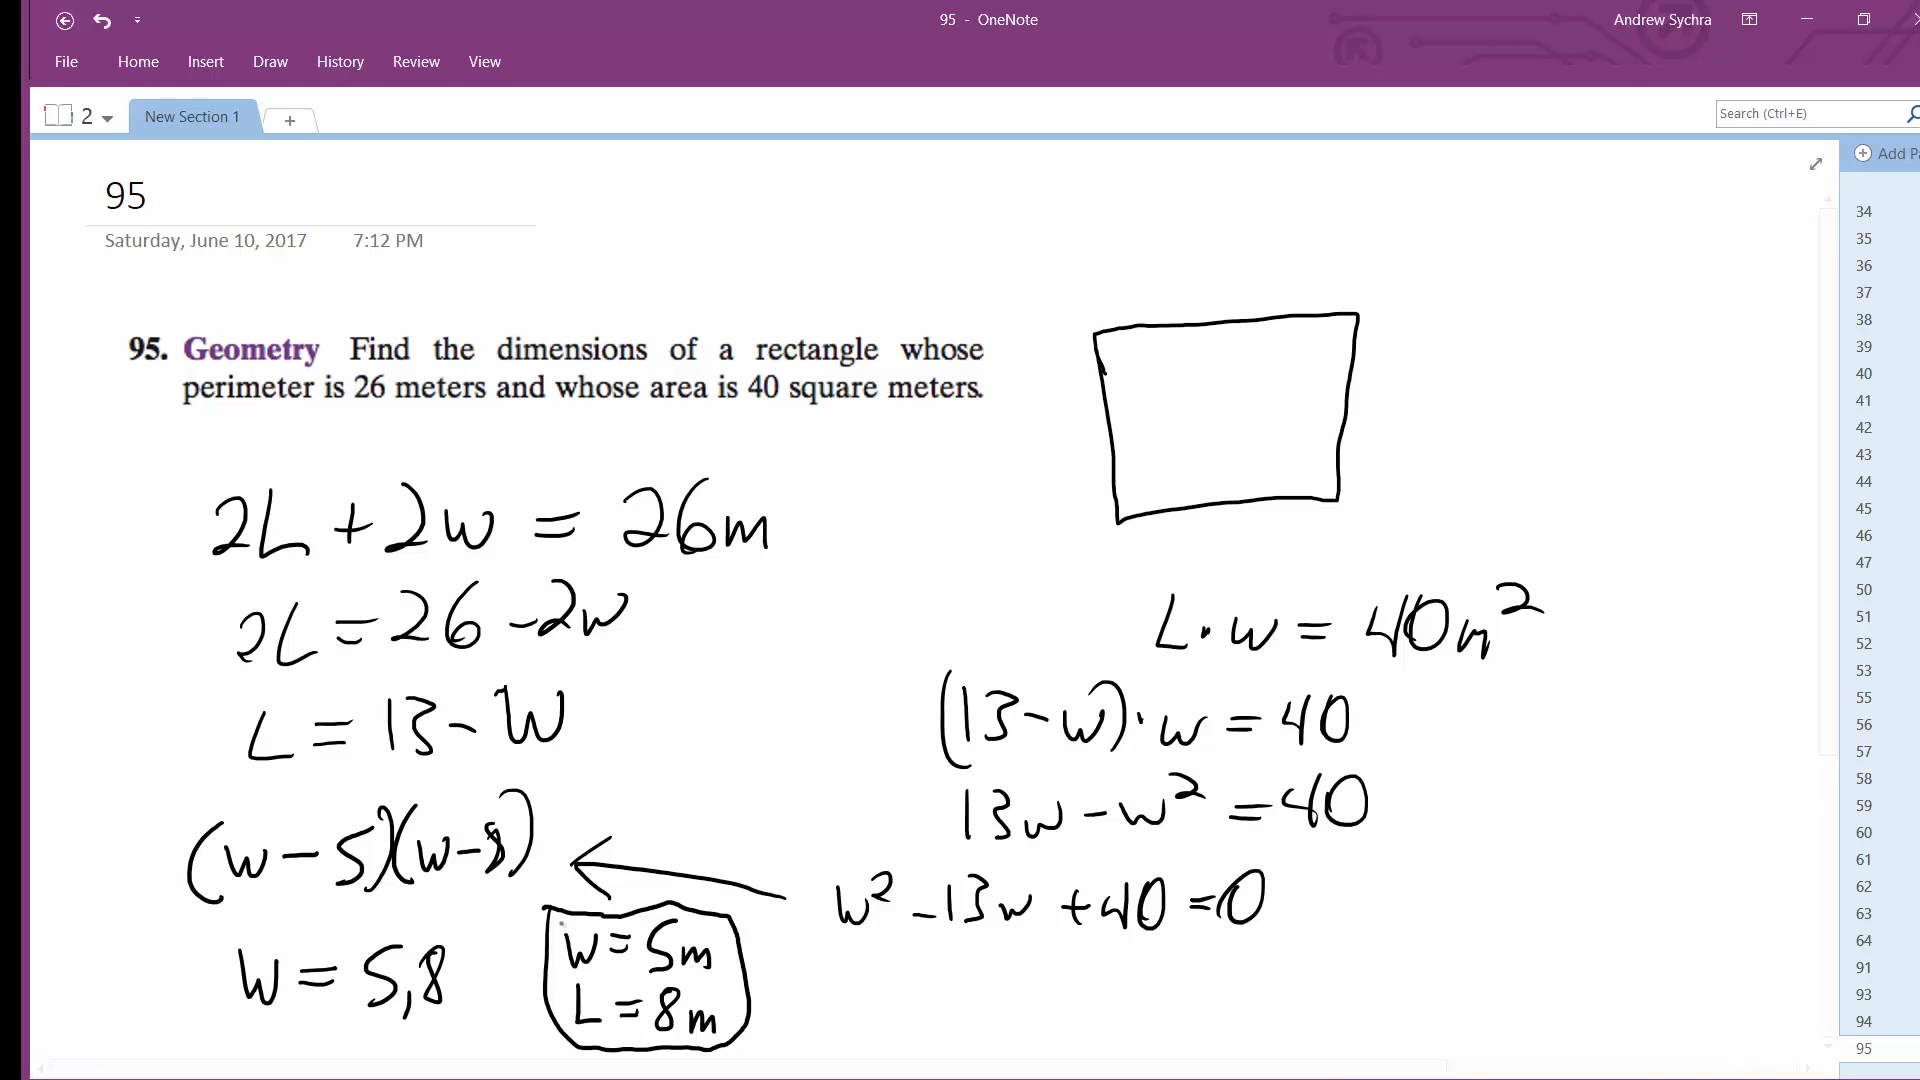 95 - OneNote
Andrew Sychra
File Home Insert Draw History Review View
2
New Section 1
+
Search (Ctrl+E)
Add Pa
95
Saturday, June 10, 2017 7:12 PM
95. Geometry Find the dimensions of a rectangle whose
perimeter is 26 meters and whose area is 40 square meters.
2L + 2w = 26m
2L = 26 - 2w
L = 13 - W
(w - 5)(w - 8)
W = 5,8
W = 5m
L = 8m
L · w = 40m²
(13 - w) · w = 40
13w - w² = 40
w² - 13w + 40 = 0
34
35
36
37
38
39
40
41
42
43
44
45
46
47
50
51
52
53
55
56
57
58
59
60
61
62
63
64
91
93
94
95